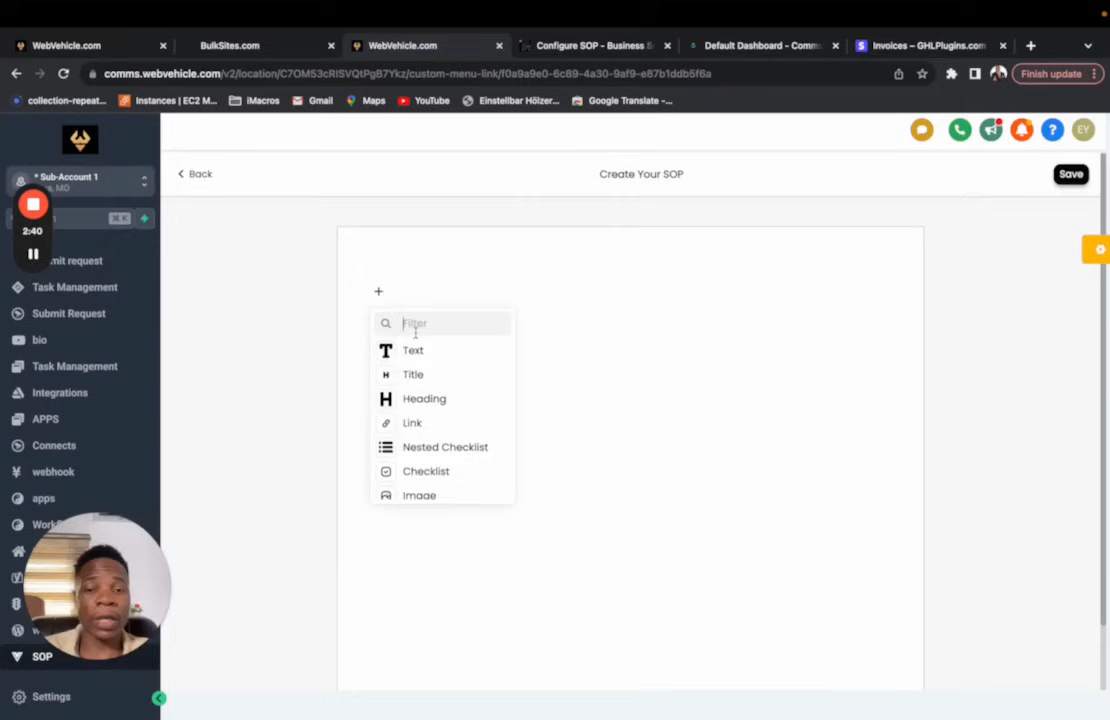 WebVehicle.com
BulkSites.com
WebVehicle.com
Configure SOP - Business S
Default Dashboard - Comm
Invoices – GHLPlugins.com
comms.webvehicle.com/v2/location/C7OM53cRISVQtPgB7Ykz/custom-menu-link/f0a9a9e0-6c89-4a30-9af9-e87b1ddb5f6a
Finish update
collection-repeat...
Instances | EC2 M...
iMacros
Gmail
Maps
YouTube
Einstellbar Hölzer...
Google Translate -...
EY
* Sub-Account 1
MD
Back
Create Your SOP
Save
⌘ K
2:40
mit request
Task Management
Submit Request
bio
Task Management
Integrations
APPS
Connects
webhook
apps
Work
SOP
Settings
+
Filter
Text
Title
Heading
Link
Nested Checklist
Checklist
Image